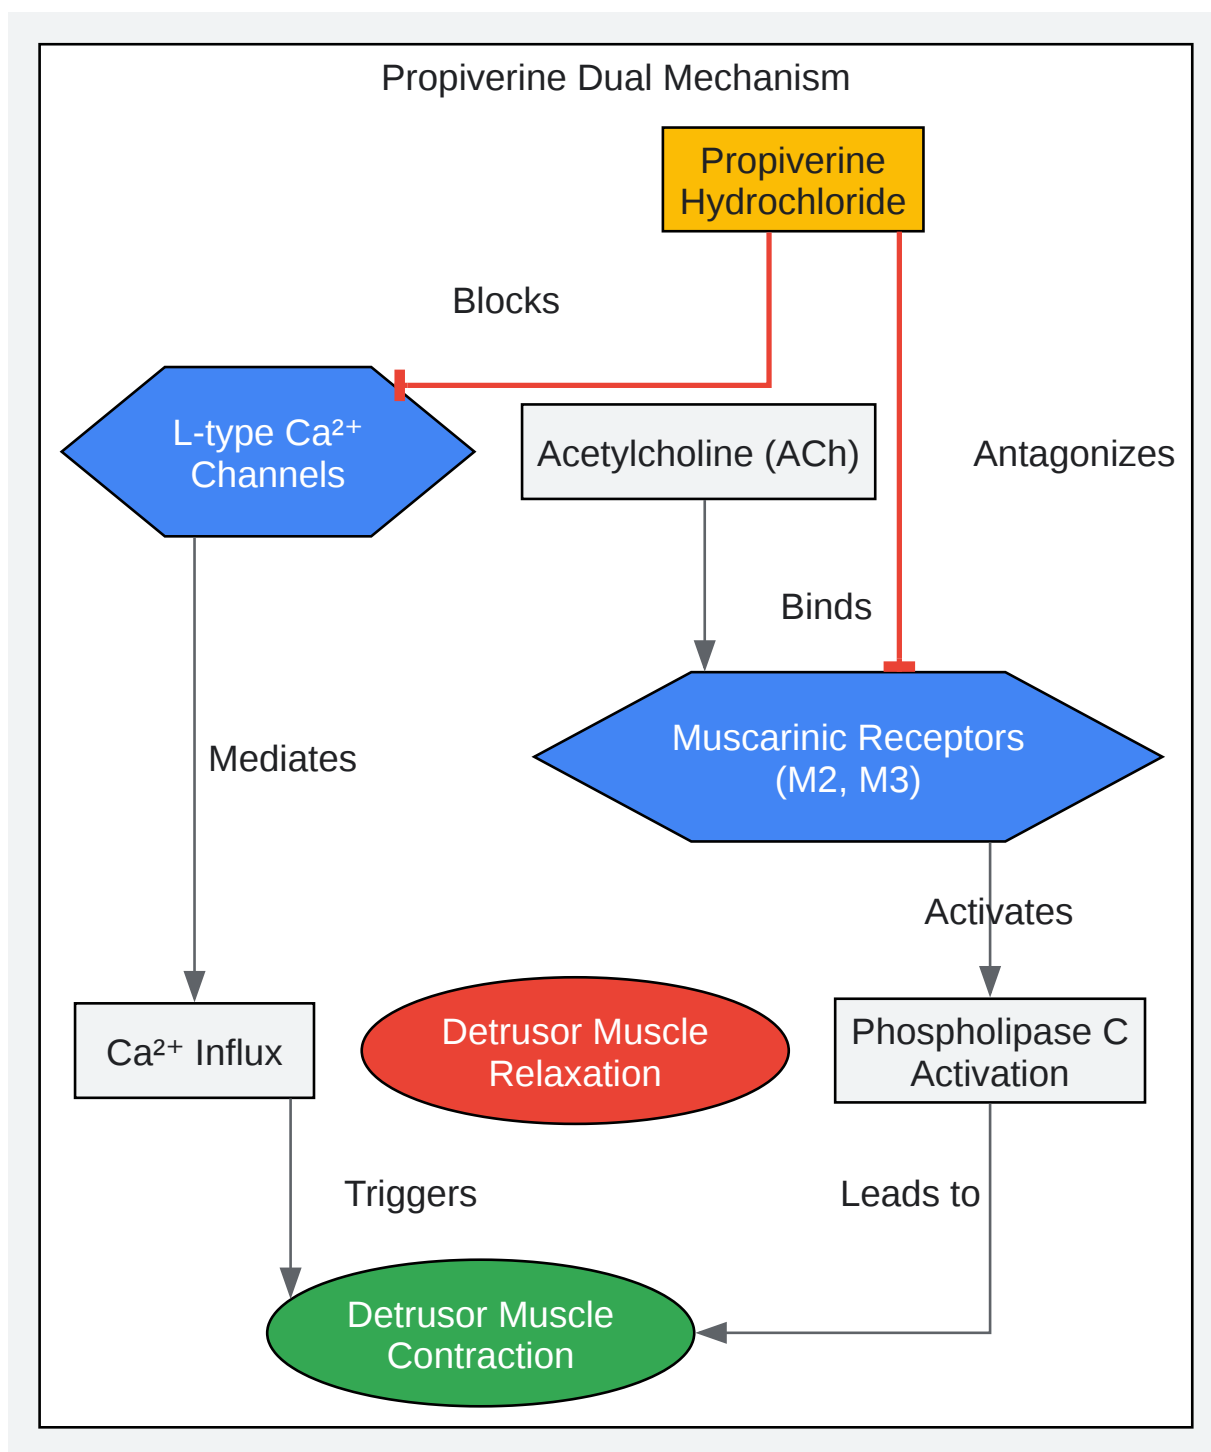 Propiverine Dual Mechanism
Propiverine
Hydrochloride
Blocks
L-type Ca²⁺
Channels
Acetylcholine (ACh)
Antagonizes
Binds
Muscarinic Receptors
(M2, M3)
Mediates
Activates
Ca²⁺ Influx
Detrusor Muscle
Relaxation
Phospholipase C
Activation
Triggers
Leads to
Detrusor Muscle
Contraction